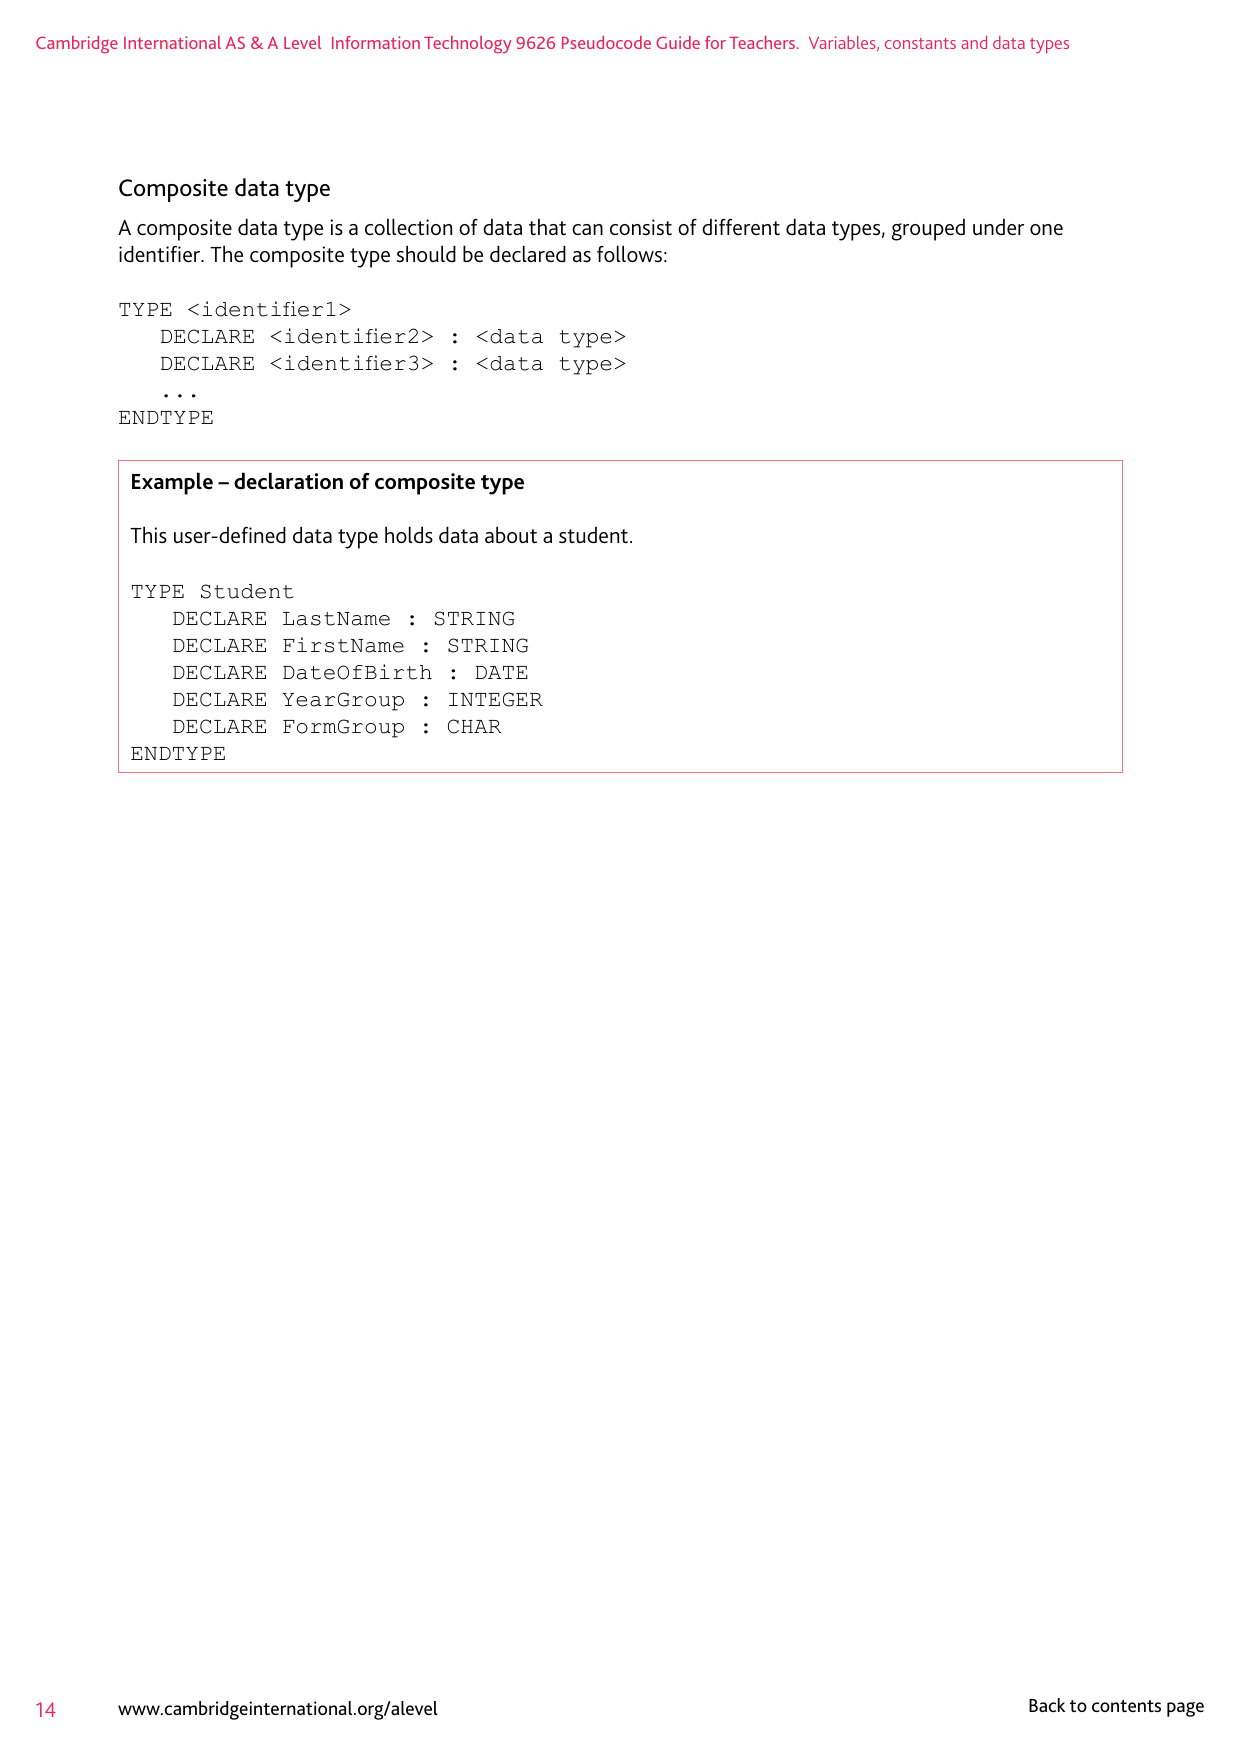 Cambridge International AS & A Level  Information Technology 9626 Pseudocode Guide for Teachers.  Variables, constants and data types
Composite data type
A composite data type is a collection of data that can consist of different data types, grouped under one
identifier. The composite type should be declared as follows:
TYPE <identifier1>
   DECLARE <identifier2> : <data type>
   DECLARE <identifier3> : <data type>
   ...
ENDTYPE
Example – declaration of composite type
This user-defined data type holds data about a student.
TYPE Student
   DECLARE LastName : STRING
   DECLARE FirstName : STRING
   DECLARE DateOfBirth : DATE
   DECLARE YearGroup : INTEGER
   DECLARE FormGroup : CHAR
ENDTYPE
14 www.cambridgeinternational.org/alevel Back to contents page